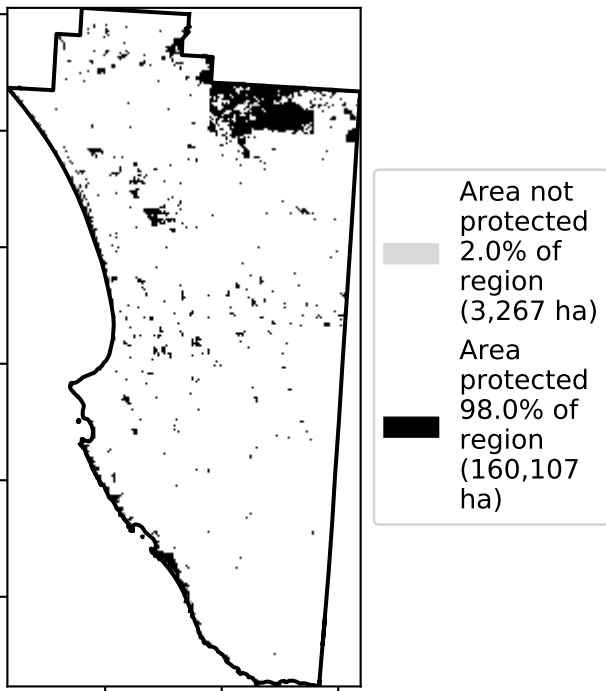 Area not
protected
2.0% of
region
(3,267 ha)
Area
protected
98.0% of
region
(160,107
ha)